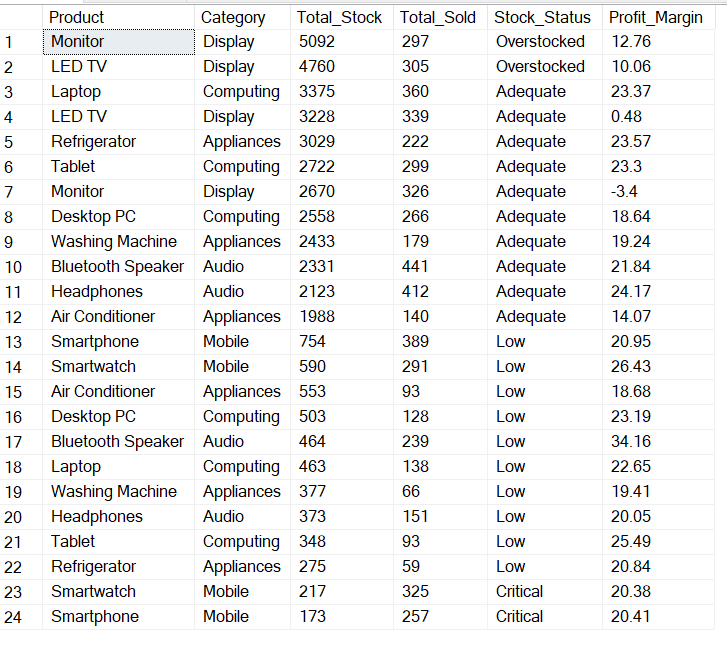 Product Category Total_Stock Total_Sold Stock_Status Profit_Margin
1 Monitor Display 5092 297 Overstocked 12.76
2 LED TV Display 4760 305 Overstocked 10.06
3 Laptop Computing 3375 360 Adequate 23.37
4 LED TV Display 3228 339 Adequate 0.48
5 Refrigerator Appliances 3029 222 Adequate 23.57
6 Tablet Computing 2722 299 Adequate 23.3
7 Monitor Display 2670 326 Adequate -3.4
8 Desktop PC Computing 2558 266 Adequate 18.64
9 Washing Machine Appliances 2433 179 Adequate 19.24
10 Bluetooth Speaker Audio 2331 441 Adequate 21.84
11 Headphones Audio 2123 412 Adequate 24.17
12 Air Conditioner Appliances 1988 140 Adequate 14.07
13 Smartphone Mobile 754 389 Low 20.95
14 Smartwatch Mobile 590 291 Low 26.43
15 Air Conditioner Appliances 553 93 Low 18.68
16 Desktop PC Computing 503 128 Low 23.19
17 Bluetooth Speaker Audio 464 239 Low 34.16
18 Laptop Computing 463 138 Low 22.65
19 Washing Machine Appliances 377 66 Low 19.41
20 Headphones Audio 373 151 Low 20.05
21 Tablet Computing 348 93 Low 25.49
22 Refrigerator Appliances 275 59 Low 20.84
23 Smartwatch Mobile 217 325 Critical 20.38
24 Smartphone Mobile 173 257 Critical 20.41